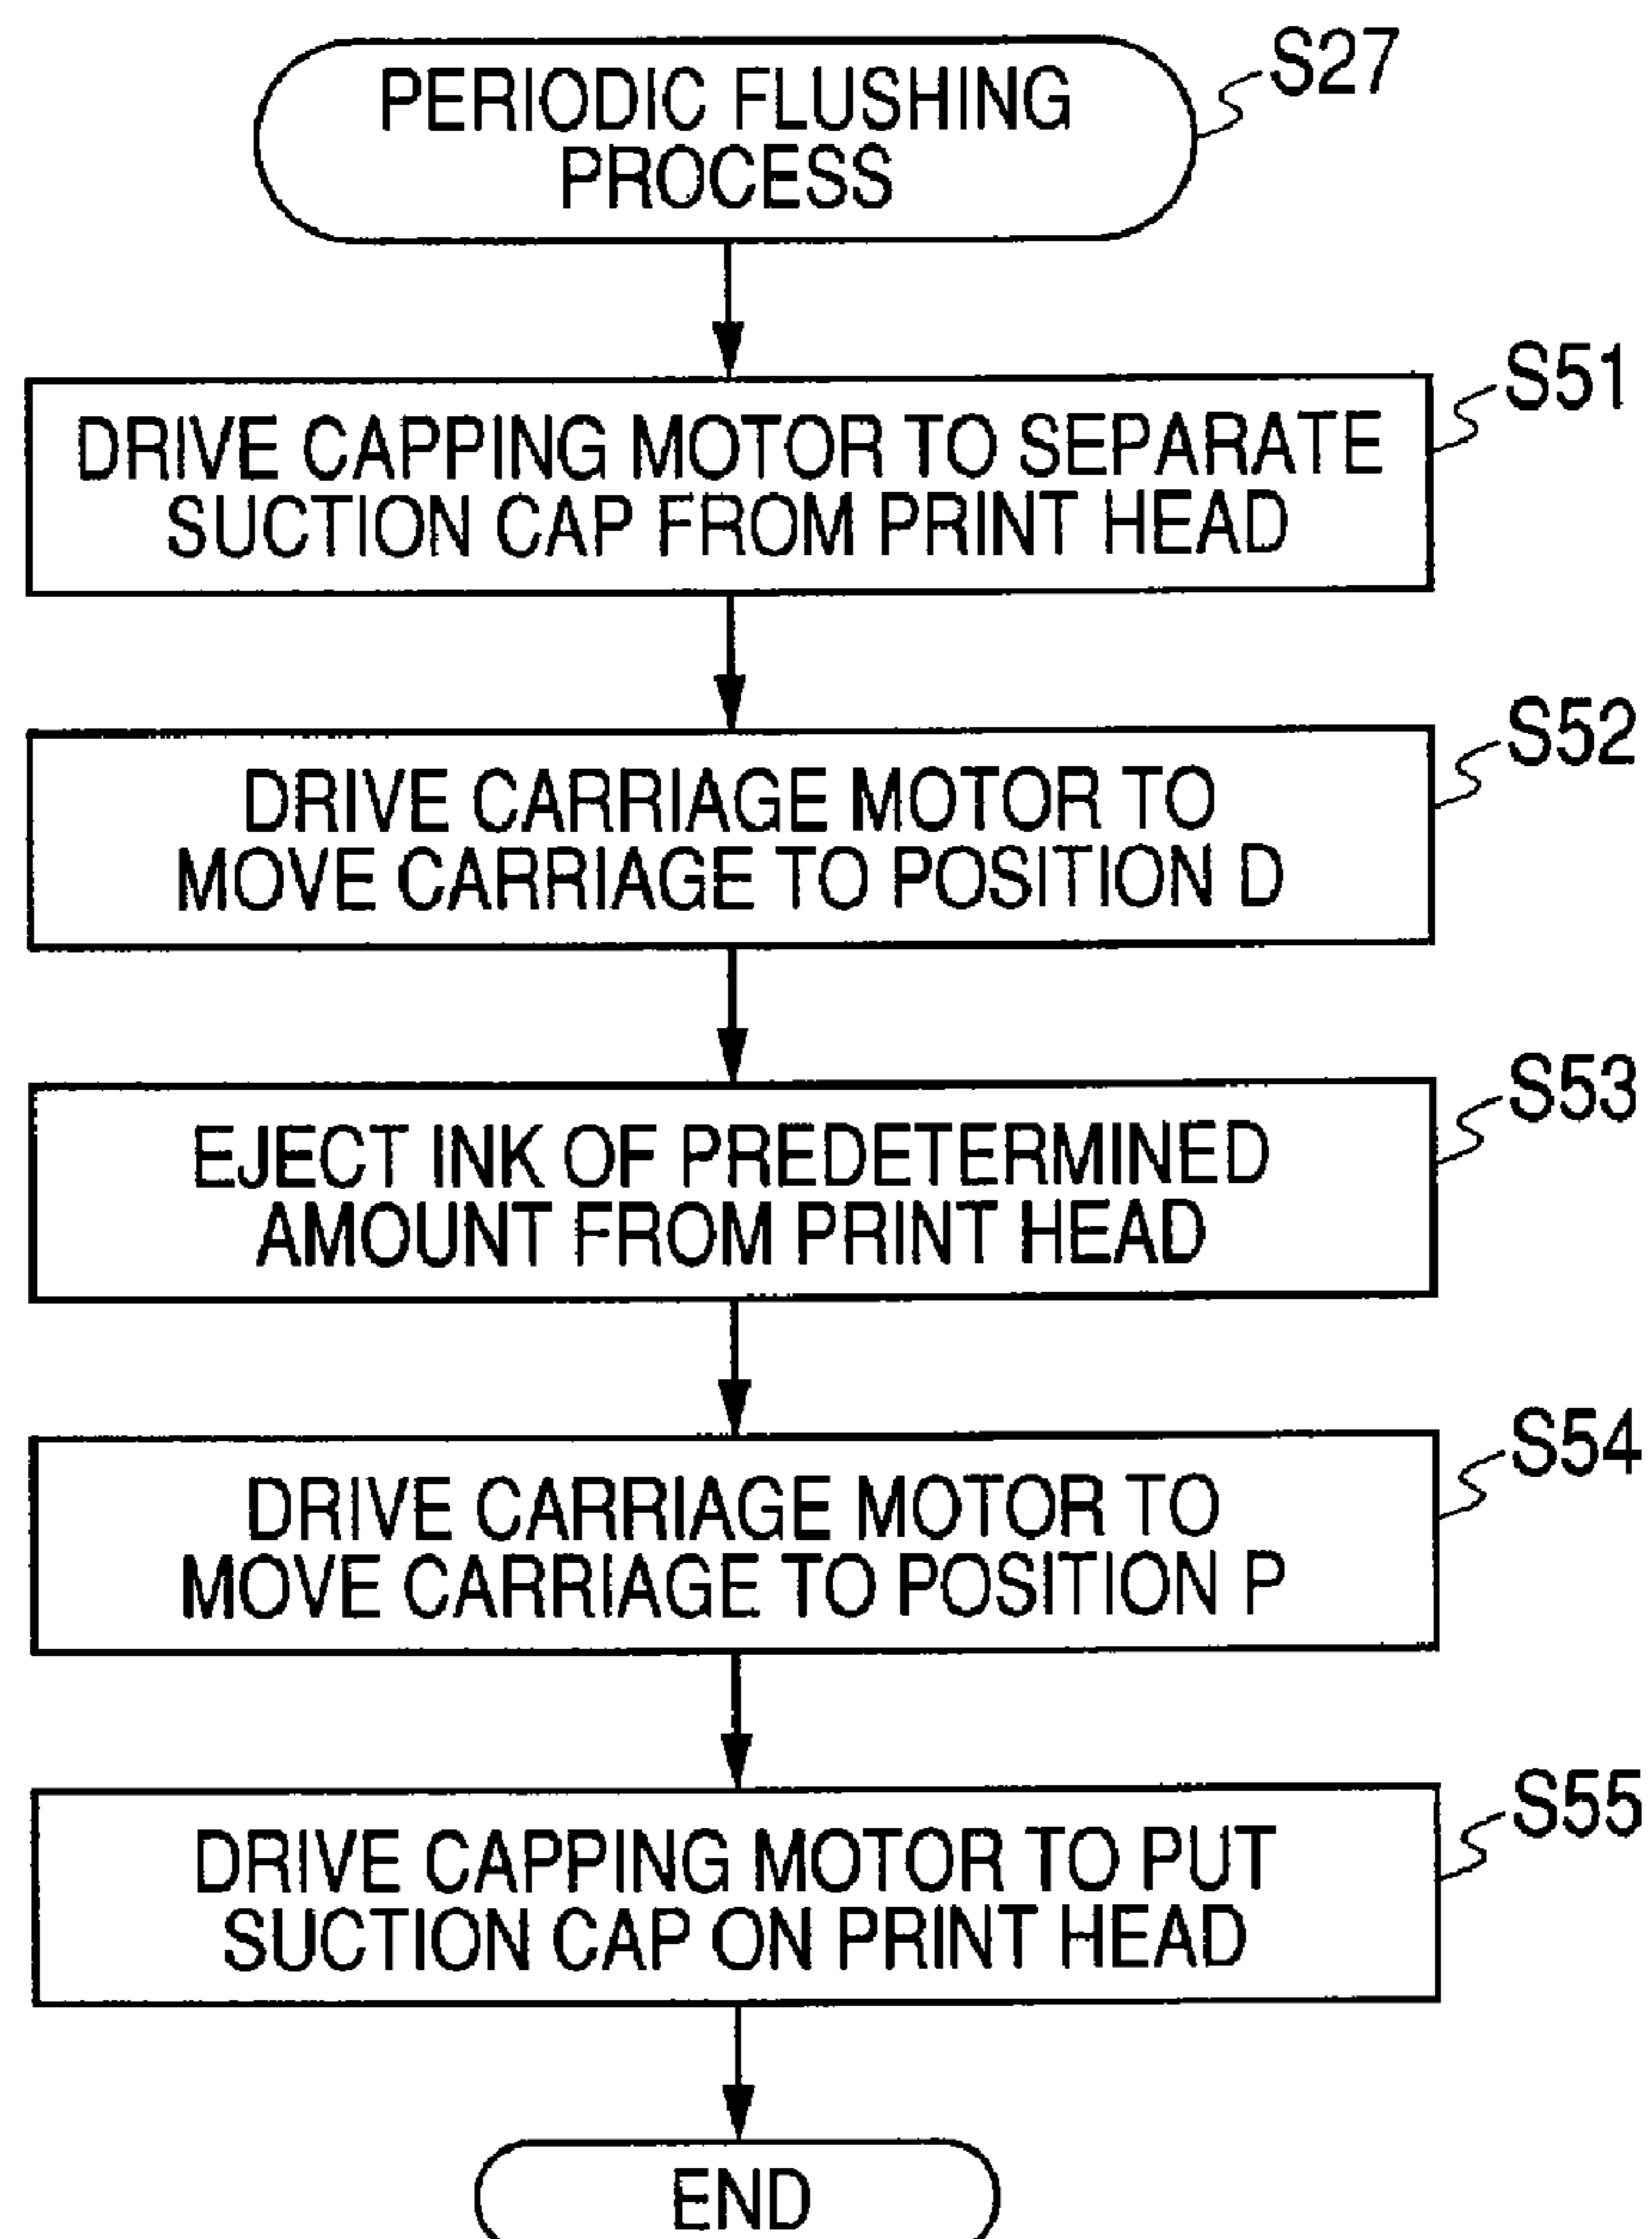 PERIODIC FLUSHING
PROCESS
S27
DRIVE CAPPING MOTOR TO SEPARATE
SUCTION CAP FROM PRINT HEAD
S51
DRIVE CARRIAGE MOTOR TO
MOVE CARRIAGE TO POSITION D
S52
EJECT INK OF PREDETERMINED
AMOUNT FROM PRINT HEAD
S53
DRIVE CARRIAGE MOTOR TO
MOVE CARRIAGE TO POSITION P
S54
DRIVE CAPPING MOTOR TO PUT
SUCTION CAP ON PRINT HEAD
S55
END